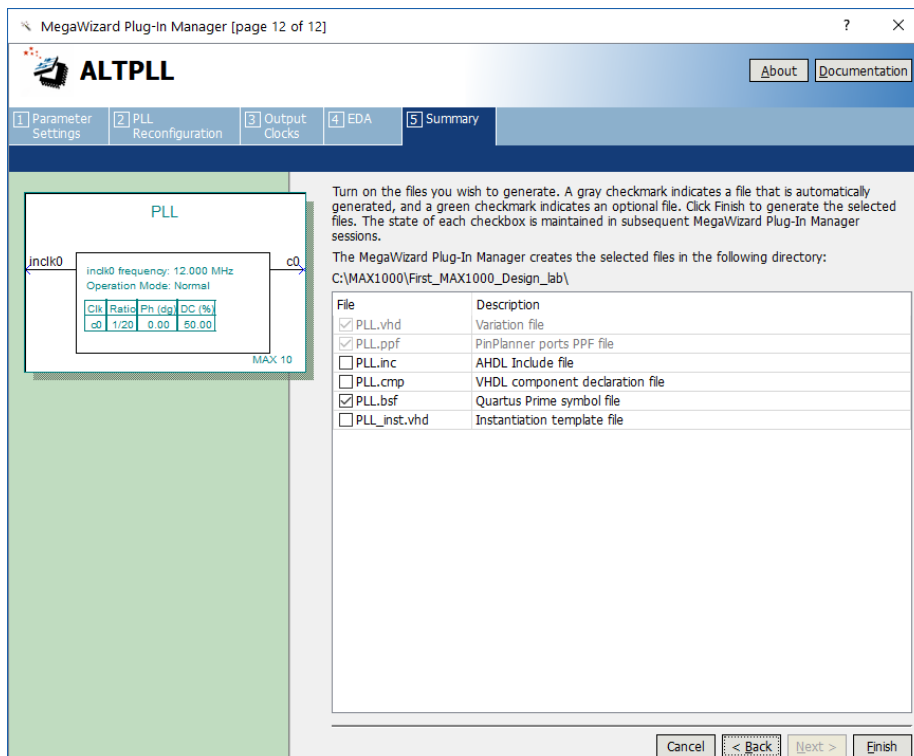 MegaWizard Plug-In Manager [page 12 of 12]
?
ALTPLL
About
Documentation
1 Parameter Settings
2 PLL Reconfiguration
3 Output Clocks
4 EDA
5 Summary
PLL
inclk0
c0
inclk0 frequency: 12.000 MHz
Operation Mode: Normal
Clk Ratio Ph (dg) DC (%)
c0 1/20 0.00 50.00
MAX 10
Turn on the files you wish to generate. A gray checkmark indicates a file that is automatically
generated, and a green checkmark indicates an optional file. Click Finish to generate the selected
files. The state of each checkbox is maintained in subsequent MegaWizard Plug-In Manager
sessions.
The MegaWizard Plug-In Manager creates the selected files in the following directory:
C:\MAX1000\First_MAX1000_Design_lab\
File Description
PLL.vhd Variation file
PLL.ppf PinPlanner ports PPF file
PLL.inc AHDL Include file
PLL.cmp VHDL component declaration file
PLL.bsf Quartus Prime symbol file
PLL_inst.vhd Instantiation template file
Cancel
< Back
Next >
Finish